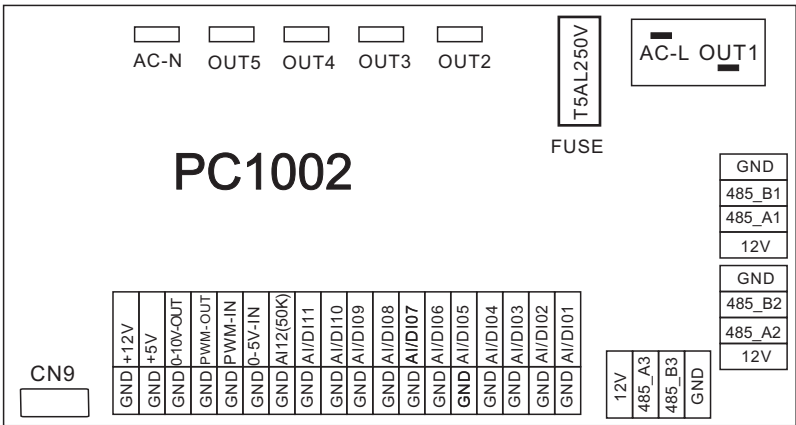 AC-N OUT5 OUT4 OUT3 OUT2
T5AL250V
FUSE
AC-L OUT1
PC1002
GND
485_B1
485_A1
12V
GND
485_B2
485_A2
12V
+12V
+5V
0-10V-OUT
PWM-OUT
PWM-IN
0-5V-IN
AI12(50K)
AI/DI11
AI/DI10
AI/DI09
AI/DI08
AI/DI07
AI/DI06
AI/DI05
AI/DI04
AI/DI03
AI/DI02
AI/DI01
GND GND GND GND GND GND GND GND GND GND GND GND GND GND GND GND GND GND
CN9
12V
485_A3
485_B3
GND